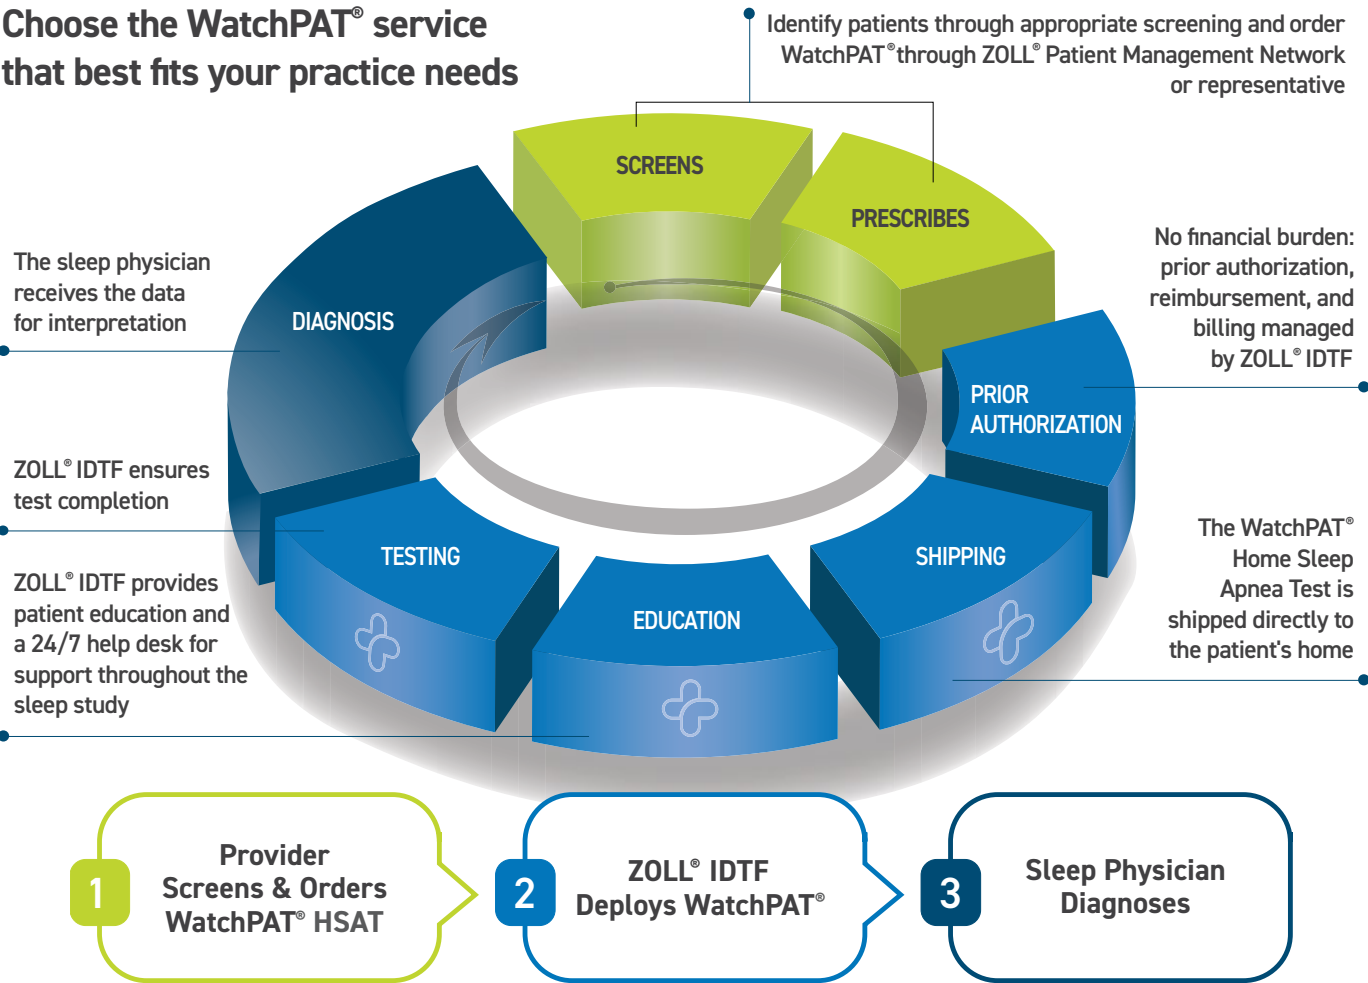 Choose the WatchPAT® service
that best fits your practice needs
Identify patients through appropriate screening and order
WatchPAT® through ZOLL® Patient Management Network
or representative
SCREENS
PRESCRIBES
No financial burden:
prior authorization,
reimbursement, and
billing managed
by ZOLL® IDTF
The sleep physician
receives the data
for interpretation
DIAGNOSIS
PRIOR
AUTHORIZATION
ZOLL® IDTF ensures
test completion
The WatchPAT®
Home Sleep
Apnea Test is
shipped directly to
the patient's home
TESTING
SHIPPING
ZOLL® IDTF provides
patient education and
a 24/7 help desk for
support throughout the
sleep study
EDUCATION
1
Provider
Screens & Orders
WatchPAT® HSAT
2
ZOLL® IDTF
Deploys WatchPAT®
3
Sleep Physician
Diagnoses